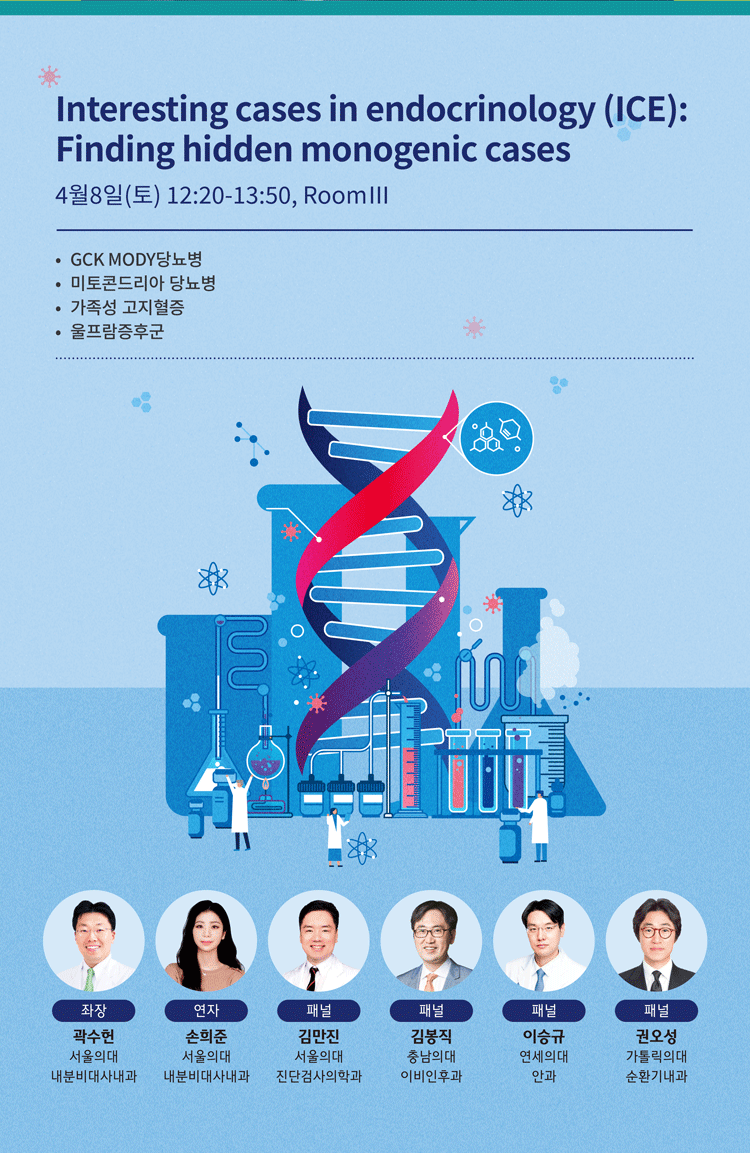 Interesting cases in endocrinology (ICE):
Finding hidden monogenic cases
4월8일(토) 12:20-13:50, RoomⅢ
• GCK MODY당뇨병
• 미토콘드리아 당뇨병
• 가족성 고지혈증
• 울프람증후군
좌장 연자 패널 패널 패널 패널
곽수헌 손희준 김만진 김봉직 이승규 권오성
서울의대 서울의대 서울의대 충남의대 연세의대 가톨릭의대
내분비대사내과 내분비대사내과 진단검사의학과 이비인후과 안과 순환기내과